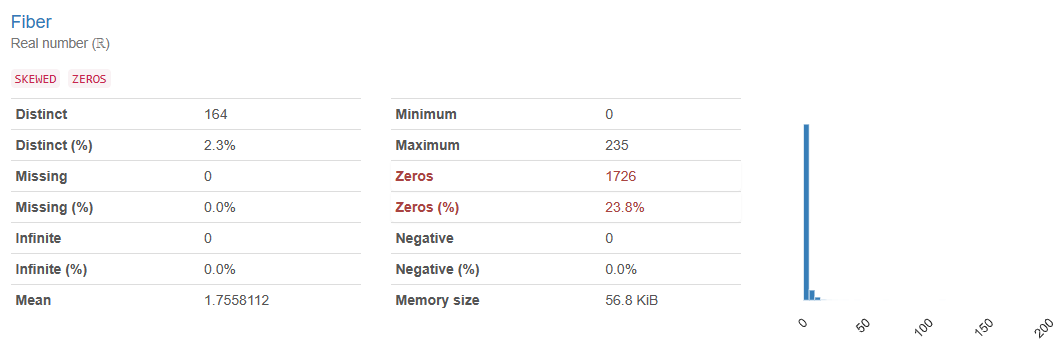 Fiber
Real number (ℝ)
SKEWED ZEROS
Distinct 164
Distinct (%) 2.3%
Missing 0
Missing (%) 0.0%
Infinite 0
Infinite (%) 0.0%
Mean 1.7558112
Minimum 0
Maximum 235
Zeros 1726
Zeros (%) 23.8%
Negative 0
Negative (%) 0.0%
Memory size 56.8 KiB
0 50 100 150 200